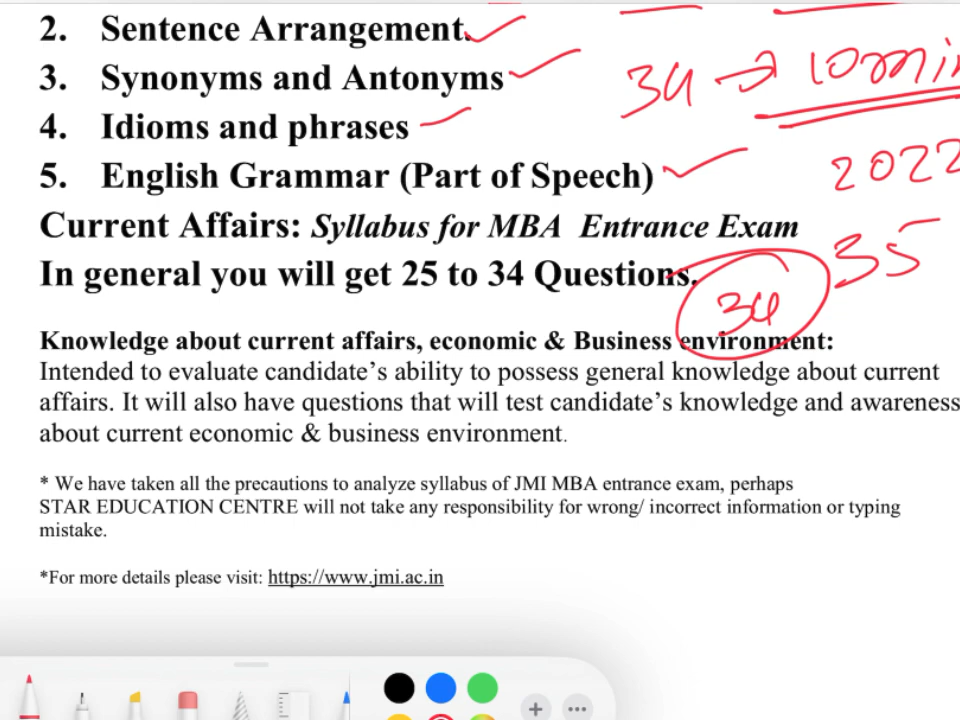 2. Sentence Arrangement.
34 → 10min
3. Synonyms and Antonyms
4. Idioms and phrases
2022
5. English Grammar (Part of Speech)
Current Affairs: Syllabus for MBA Entrance Exam
35
In general you will get 25 to 34 Questions.
34
Knowledge about current affairs, economic & Business environment:
Intended to evaluate candidate's ability to possess general knowledge about current
affairs. It will also have questions that will test candidate's knowledge and awareness
about current economic & business environment.
* We have taken all the precautions to analyze syllabus of JMI MBA entrance exam, perhaps
STAR EDUCATION CENTRE will not take any responsibility for wrong/ incorrect information or typing
mistake.
*For more details please visit: https://www.jmi.ac.in